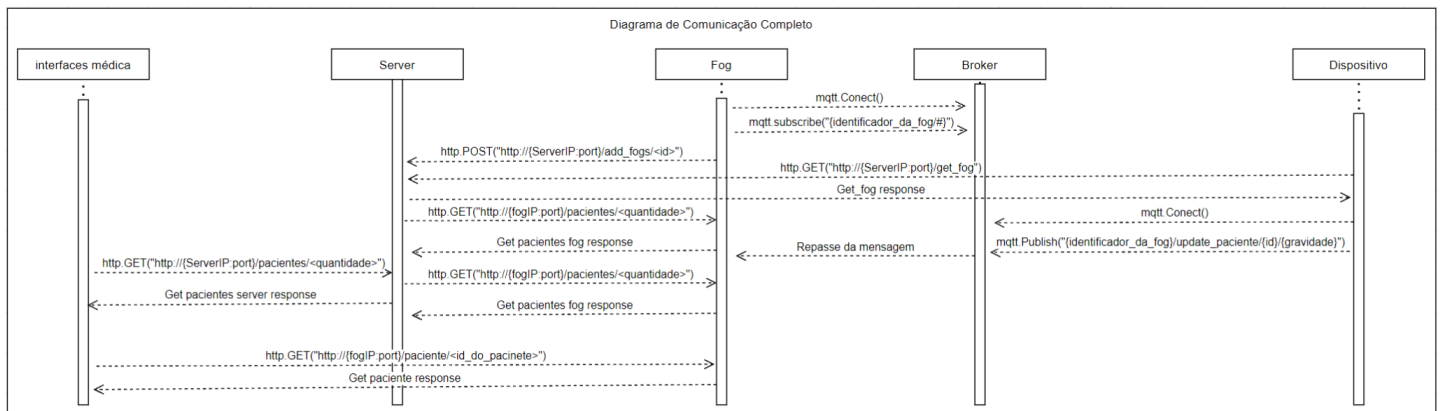 Diagrama de Comunicação Completo
interfaces médica
Server
Fog
Broker
Dispositivo
mqtt.Conect()
mqtt.subscribe("{identificador_da_fog/#}")
http.POST("http://{ServerIP:port}/add_fogs/<id>")
http.GET("http://{ServerIP:port}/get_fog")
Get_fog response
http.GET("http://{fogIP:port}/pacientes/<quantidade>")
mqtt.Conect()
Get pacientes fog response
Repasse da mensagem
mqtt.Publish("{identificador_da_fog}/update_paciente/{id}/{gravidade}")
http.GET("http://{ServerIP:port}/pacientes/<quantidade>")
http.GET("http://{fogIP:port}/pacientes/<quantidade>")
Get pacientes server response
Get pacientes fog response
http.GET("http://{fogIP:port}/paciente/<id_do_pacinete>")
Get paciente response